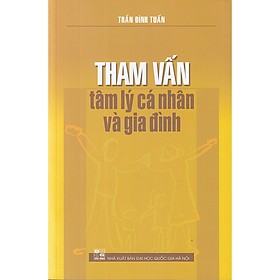 TRẦN ĐÌNH TUẤN
THAM VẤN
tâm lý cá nhân
và gia đình
NHÀ XUẤT BẢN ĐẠI HỌC QUỐC GIA HÀ NỘI